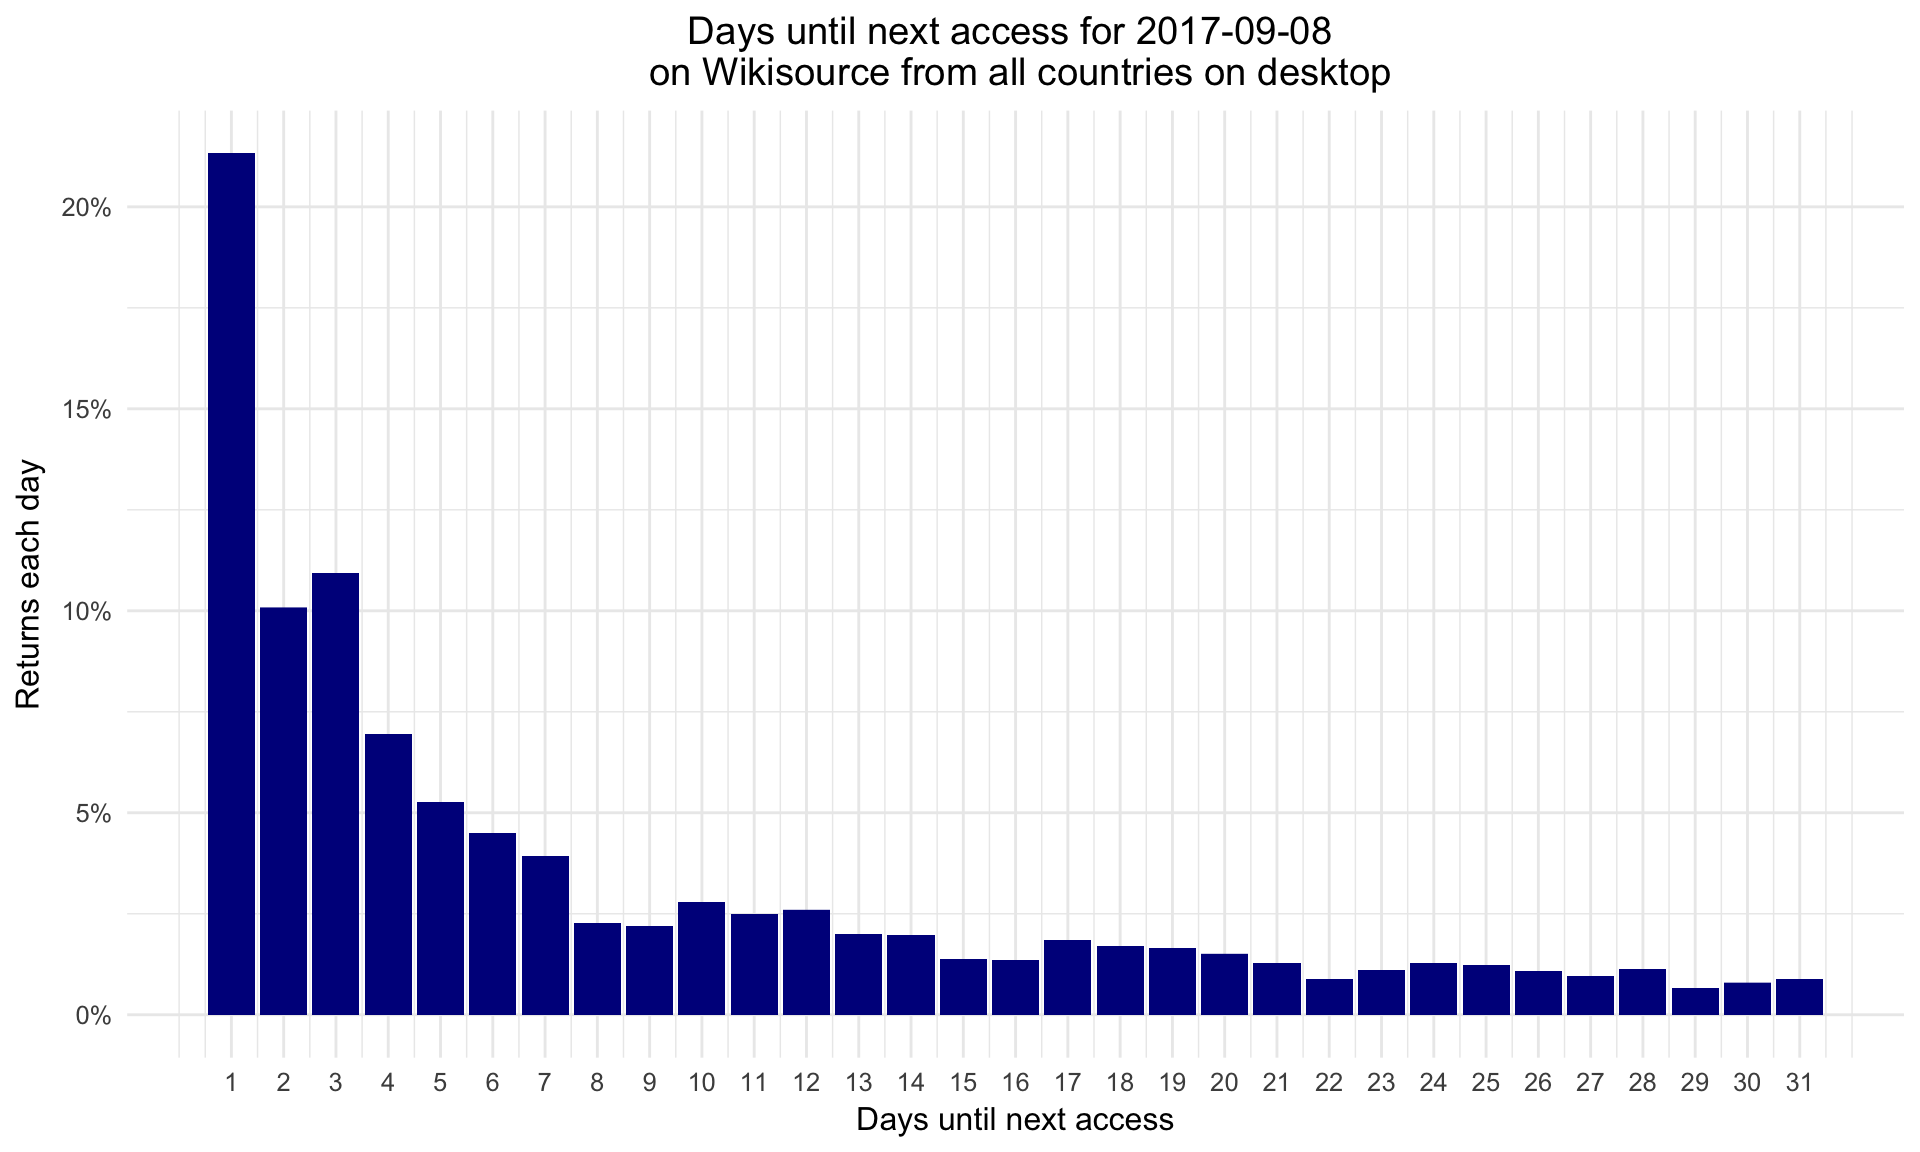 Days until next access for 2017-09-08
on Wikisource from all countries on desktop
Returns each day
20%
15%
10%
5%
0%
1 2 3 4 5 6 7 8 9 10 11 12 13 14 15 16 17 18 19 20 21 22 23 24 25 26 27 28 29 30 31
Days until next access